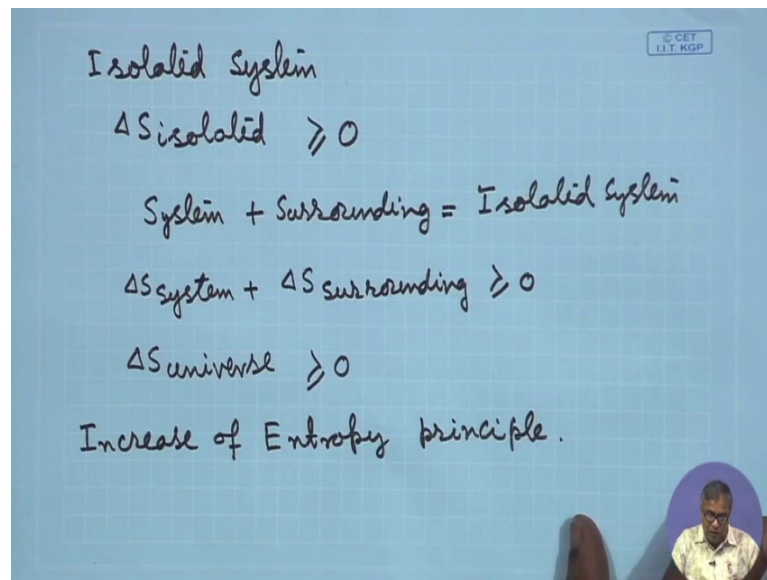 © CET
I.I.T. KGP
Isolated System
ΔS isolated ⩾ 0
System + Surrounding = Isolated System
ΔS system + ΔS surrounding ⩾ 0
ΔS universe ⩾ 0
Increase of Entropy principle.